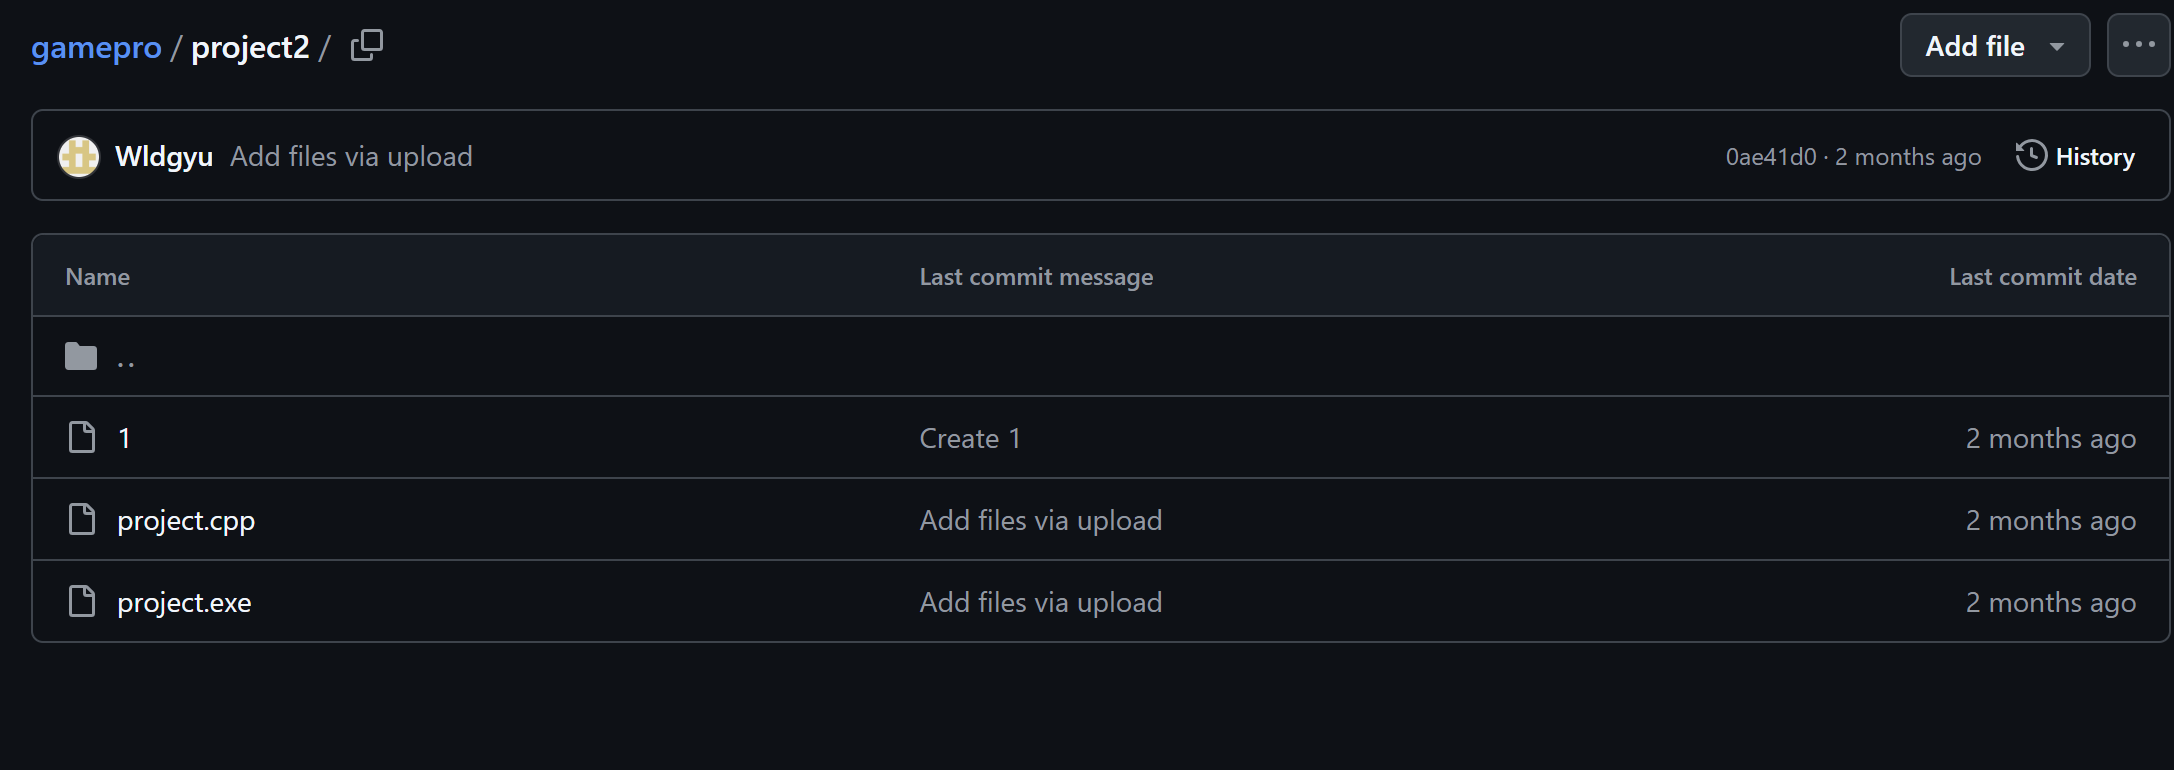 gamepro / project2 /
Add file
Wldgyu Add files via upload
0ae41d0 · 2 months ago
History
Name Last commit message Last commit date
..
1 Create 1 2 months ago
project.cpp Add files via upload 2 months ago
project.exe Add files via upload 2 months ago